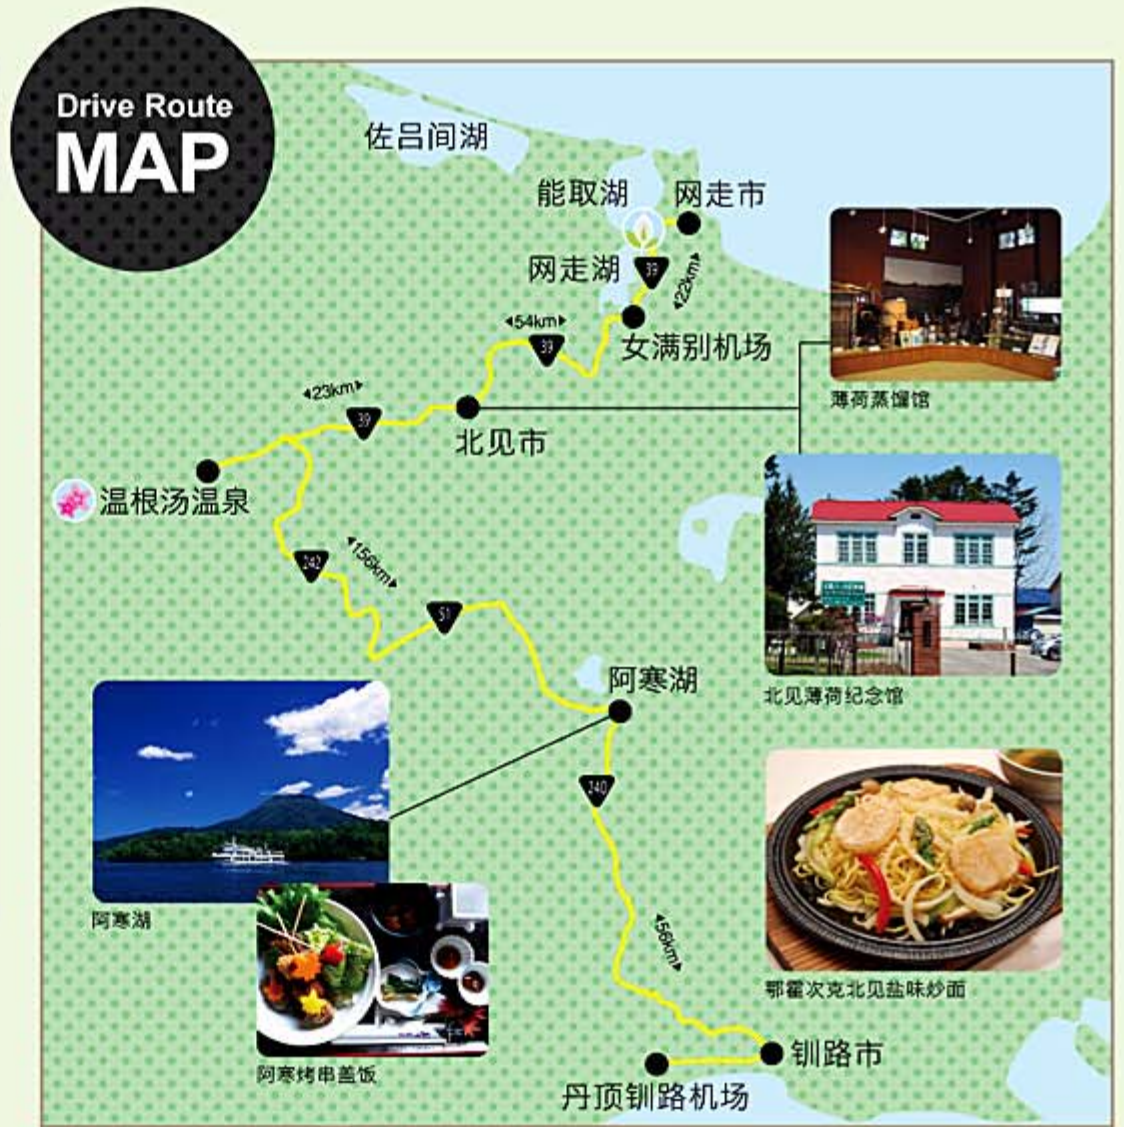 Drive Route
MAP
佐吕间湖
能取湖
网走市
网走湖
39
22km
54km
39
女满别机场
薄荷蒸馏馆
23km
39
北见市
温根汤温泉
242
156km
51
北见薄荷纪念馆
阿寒湖
240
阿寒湖
56km
鄂霍次克北见盐味炒面
阿寒烤串盖饭
钏路市
丹顶钏路机场